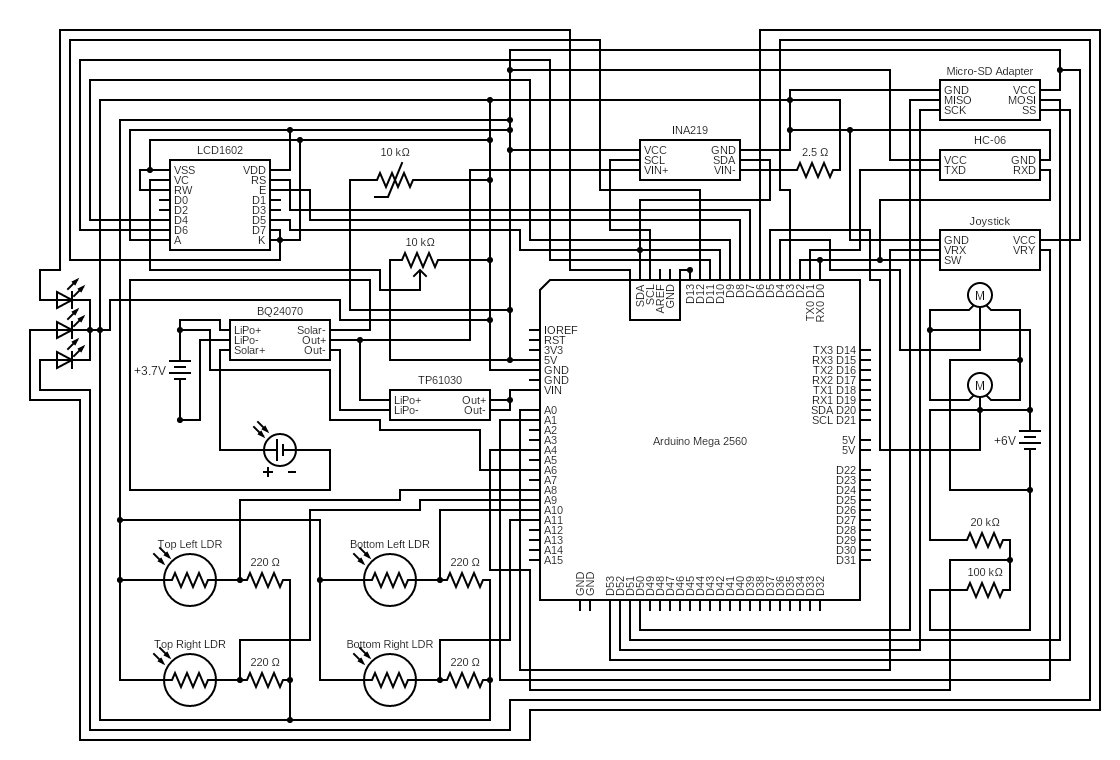 Micro-SD Adapter
GND VCC
MISO MOSI
SCK SS
INA219
VCC GND
SCL SDA
VIN+ VIN-
2.5 Ω
HC-06
VCC GND
TXD RXD
Joystick
GND VCC
VRX VRY
SW
LCD1602
VSS VDD
VC RS
RW E
D0 D1
D2 D3
D4 D5
D6 D7
A K
10 kΩ
10 kΩ
BQ24070
LiPo+ Solar-
LiPo- Out+
Solar+ Out-
+3.7V
TP61030
LiPo+ Out+
LiPo- Out-
+ -
SDA
SCL
AREF
GND
D13
D12
D11
D10
D9
D8
D7
D6
D5
D4
D3
D2
TX0 D1
RX0 D0
IOREF
RST
3V3
5V
GND
GND
VIN
A0
A1
A2
A3
A4
A5
A6
A7
A8
A9
A10
A11
A12
A13
A14
A15
Arduino Mega 2560
TX3 D14
RX3 D15
TX2 D16
RX2 D17
TX1 D18
RX1 D19
SDA D20
SCL D21
5V
5V
D22
D23
D24
D25
D26
D27
D28
D29
D30
D31
GND
GND
D53
D52
D51
D50
D49
D48
D47
D46
D45
D44
D43
D42
D41
D40
D39
D38
D37
D36
D35
D34
D33
D32
M
M
+6V
20 kΩ
100 kΩ
Top Left LDR
220 Ω
Bottom Left LDR
220 Ω
Top Right LDR
220 Ω
Bottom Right LDR
220 Ω